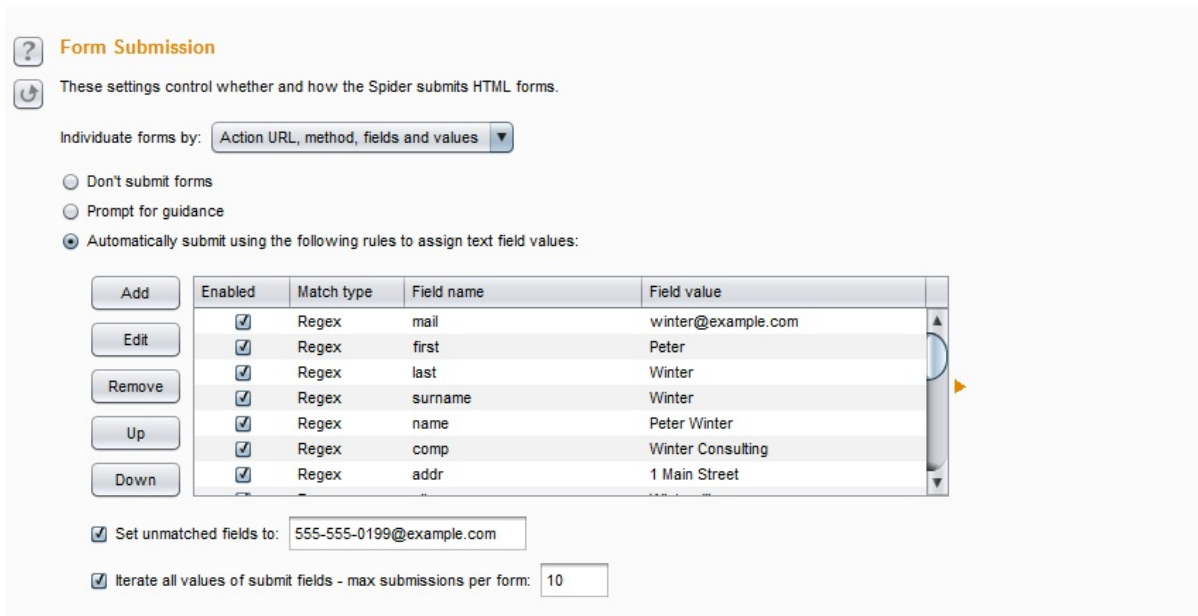 ?
Form Submission
These settings control whether and how the Spider submits HTML forms.
Individuate forms by: Action URL, method, fields and values
Don't submit forms
Prompt for guidance
Automatically submit using the following rules to assign text field values:
Add
Edit
Remove
Up
Down
Enabled Match type Field name Field value
Regex mail winter@example.com
Regex first Peter
Regex last Winter
Regex surname Winter
Regex name Peter Winter
Regex comp Winter Consulting
Regex addr 1 Main Street
Set unmatched fields to: 555-555-0199@example.com
Iterate all values of submit fields - max submissions per form: 10